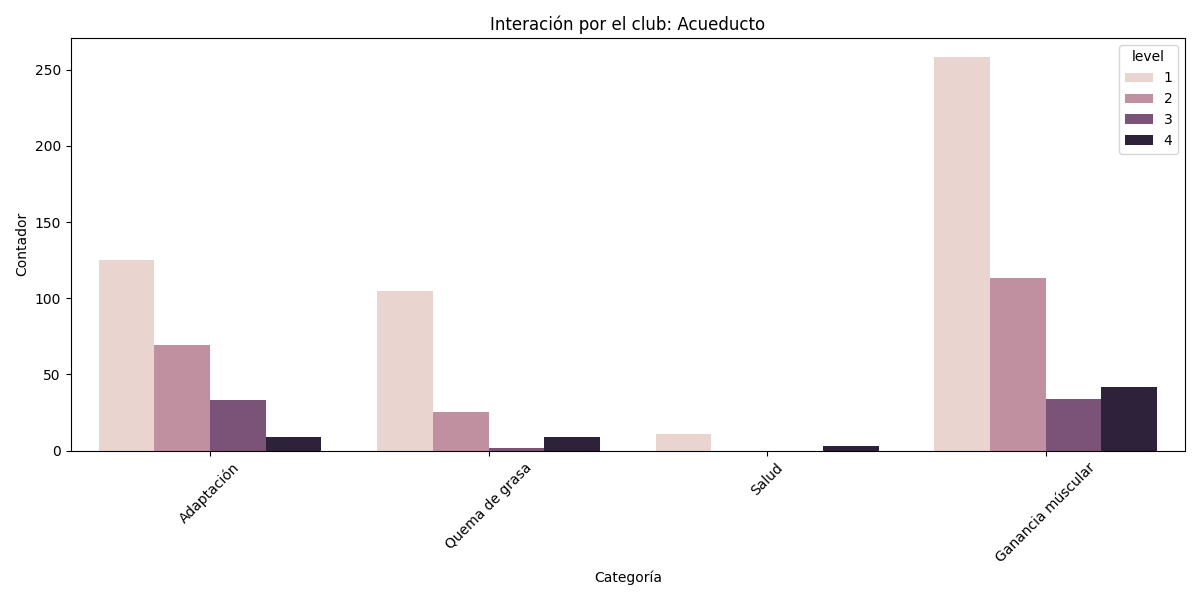 Interación por el club: Acueducto
level
1
2
3
4
Contador
250
200
150
100
50
0
Adaptación
Quema de grasa
Salud
Ganancia múscular
Categoría